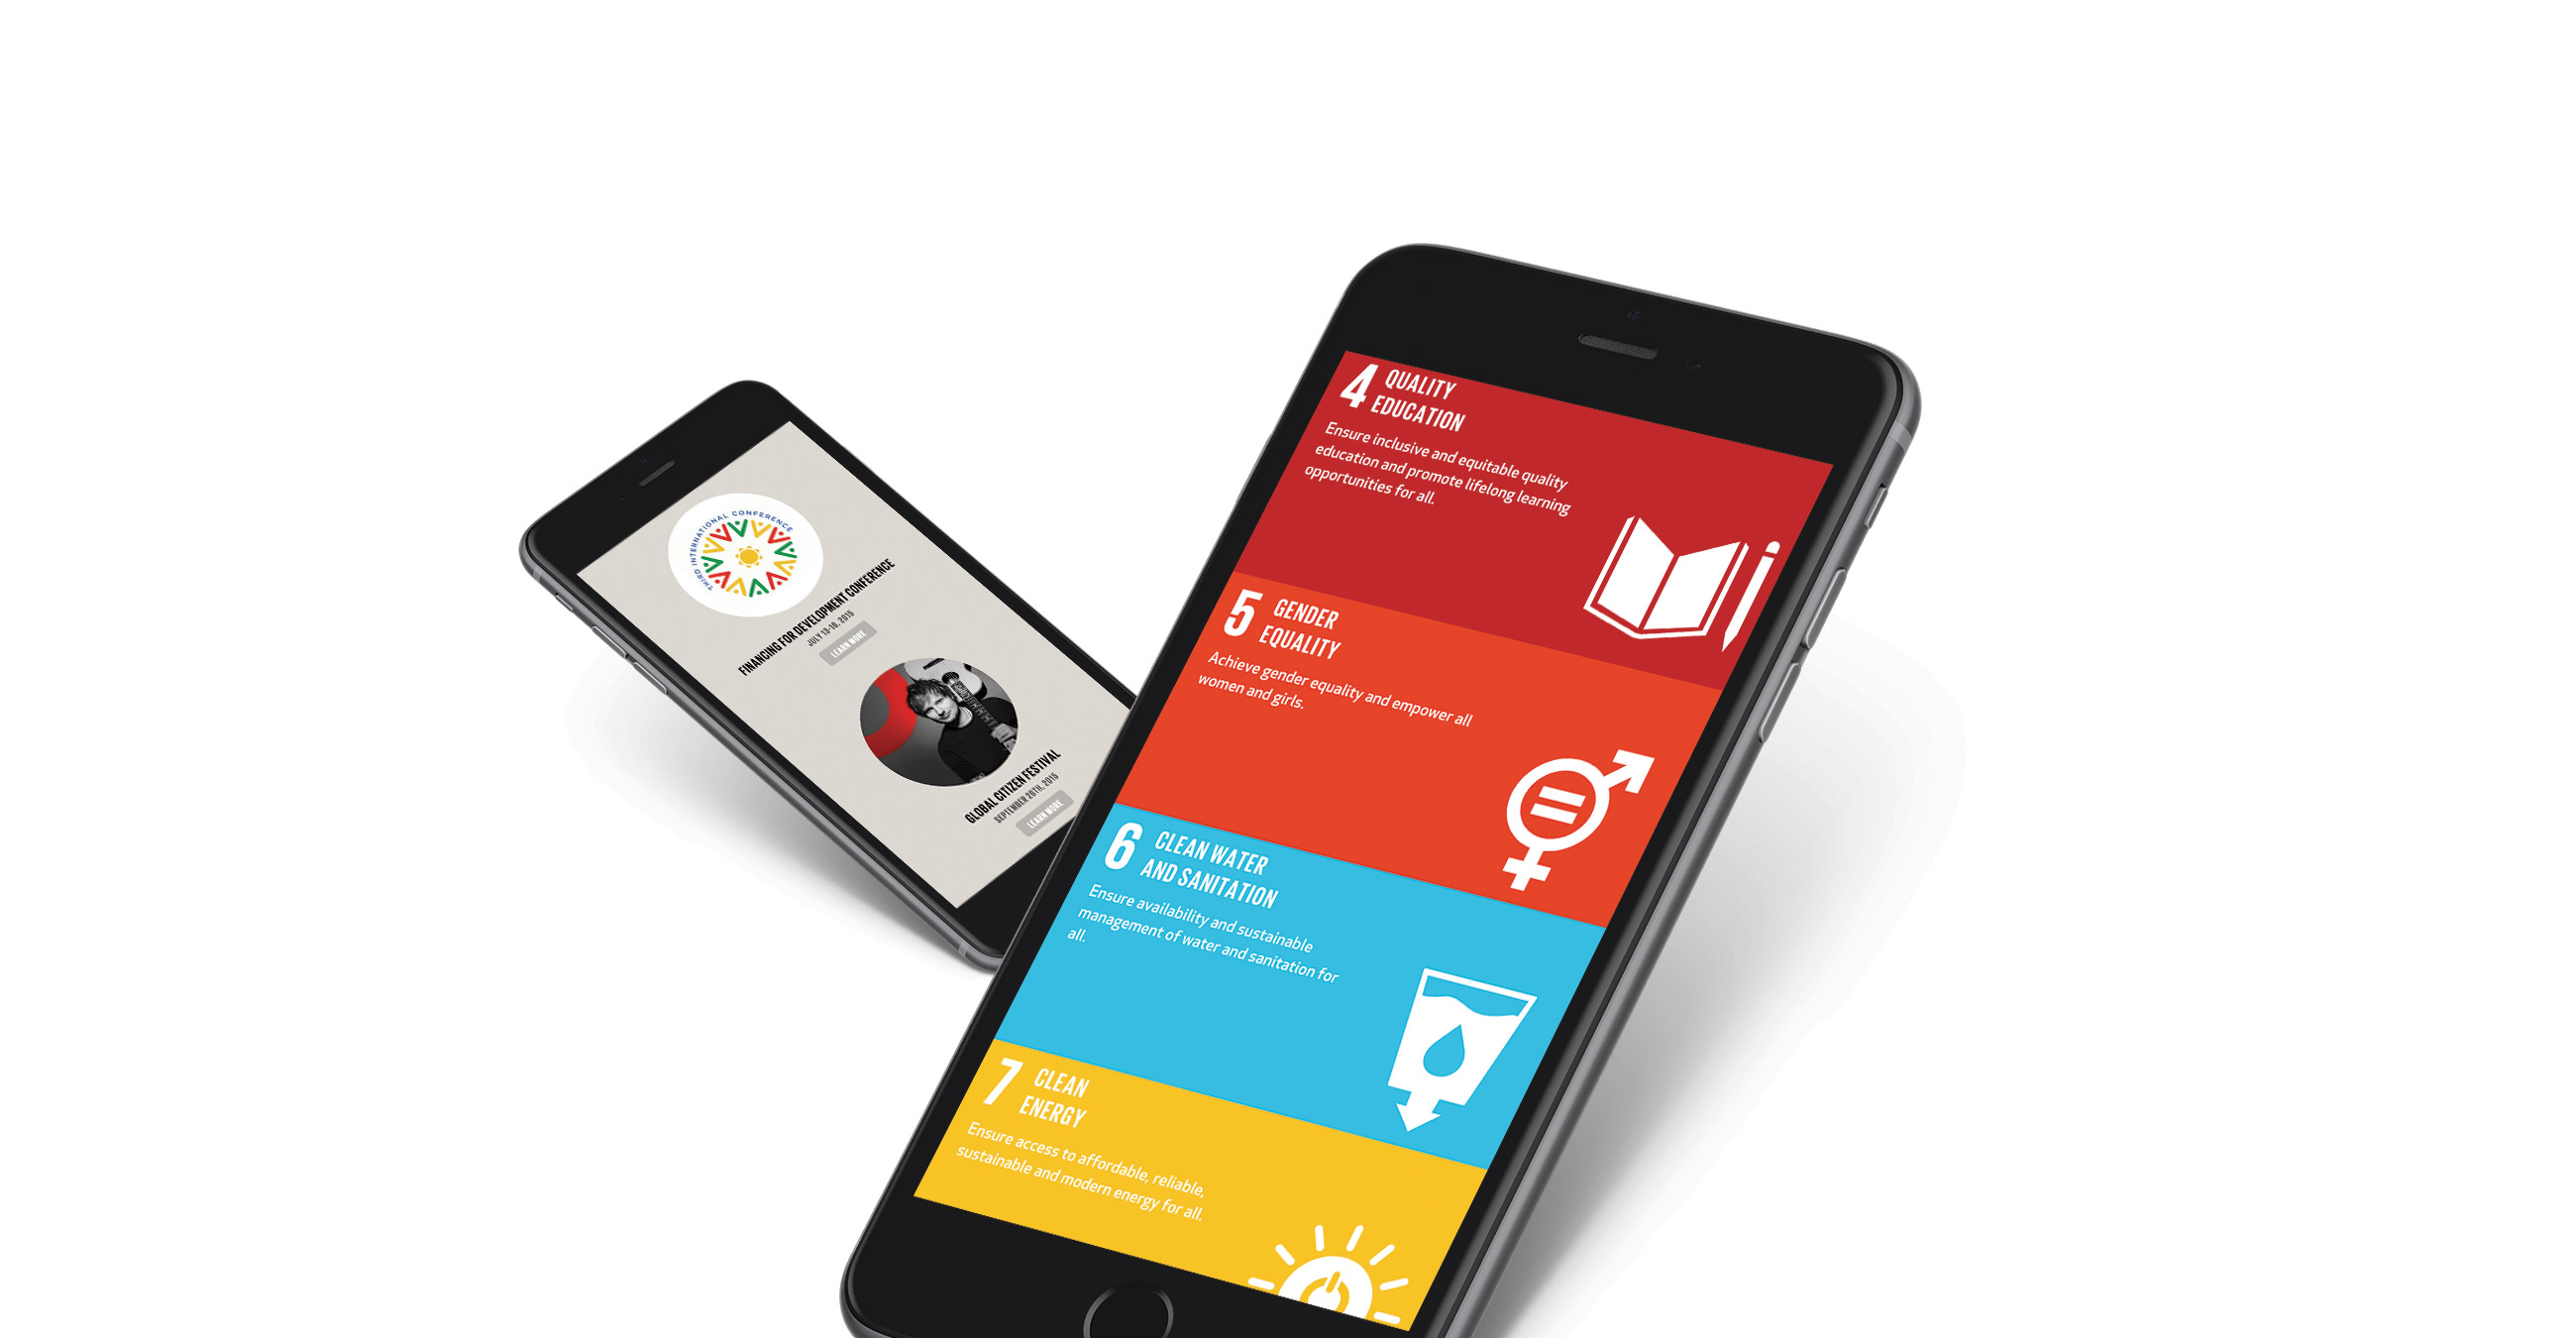 THIRD INTERNATIONAL CONFERENCE
FINANCING FOR DEVELOPMENT CONFERENCE
JULY 13-16, 2015
LEARN MORE
GLOBAL CITIZEN FESTIVAL
SEPTEMBER 26TH, 2015
LEARN MORE
4 QUALITY
EDUCATION
Ensure inclusive and equitable quality
education and promote lifelong learning
opportunities for all.
5 GENDER
EQUALITY
Achieve gender equality and empower all
women and girls.
6 CLEAN WATER
AND SANITATION
Ensure availability and sustainable
management of water and sanitation for
all.
7 CLEAN
ENERGY
Ensure access to affordable, reliable,
sustainable and modern energy for all.